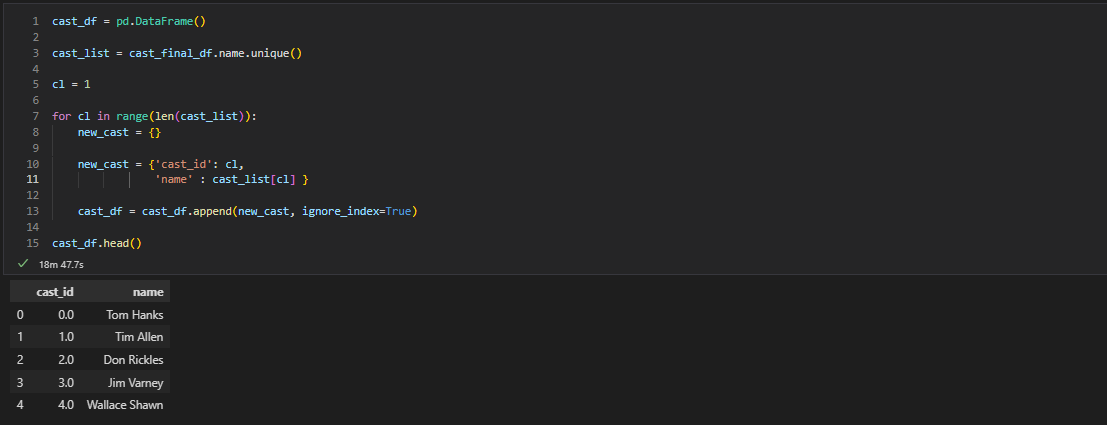 1 cast_df = pd.DataFrame()
2
3 cast_list = cast_final_df.name.unique()
4
5 cl = 1
6
7 for cl in range(len(cast_list)):
8     new_cast = {}
9
10     new_cast = {'cast_id': cl,
11                 'name' : cast_list[cl] }
12
13     cast_df = cast_df.append(new_cast, ignore_index=True)
14
15 cast_df.head()
✓ 18m 47.7s
cast_id name
0 0.0 Tom Hanks
1 1.0 Tim Allen
2 2.0 Don Rickles
3 3.0 Jim Varney
4 4.0 Wallace Shawn